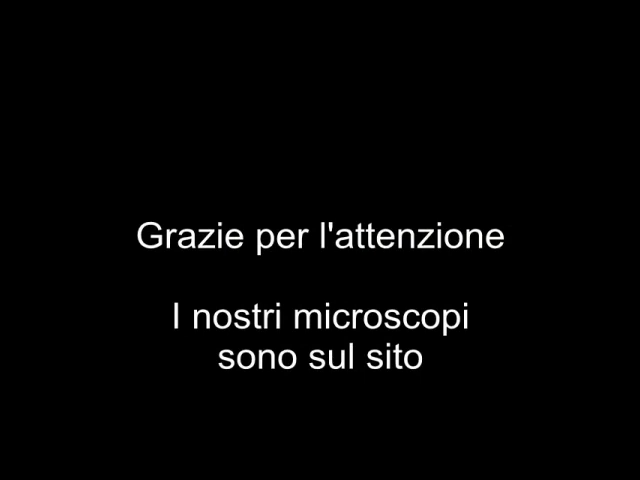 Grazie per l'attenzione
I nostri microscopi
sono sul sito